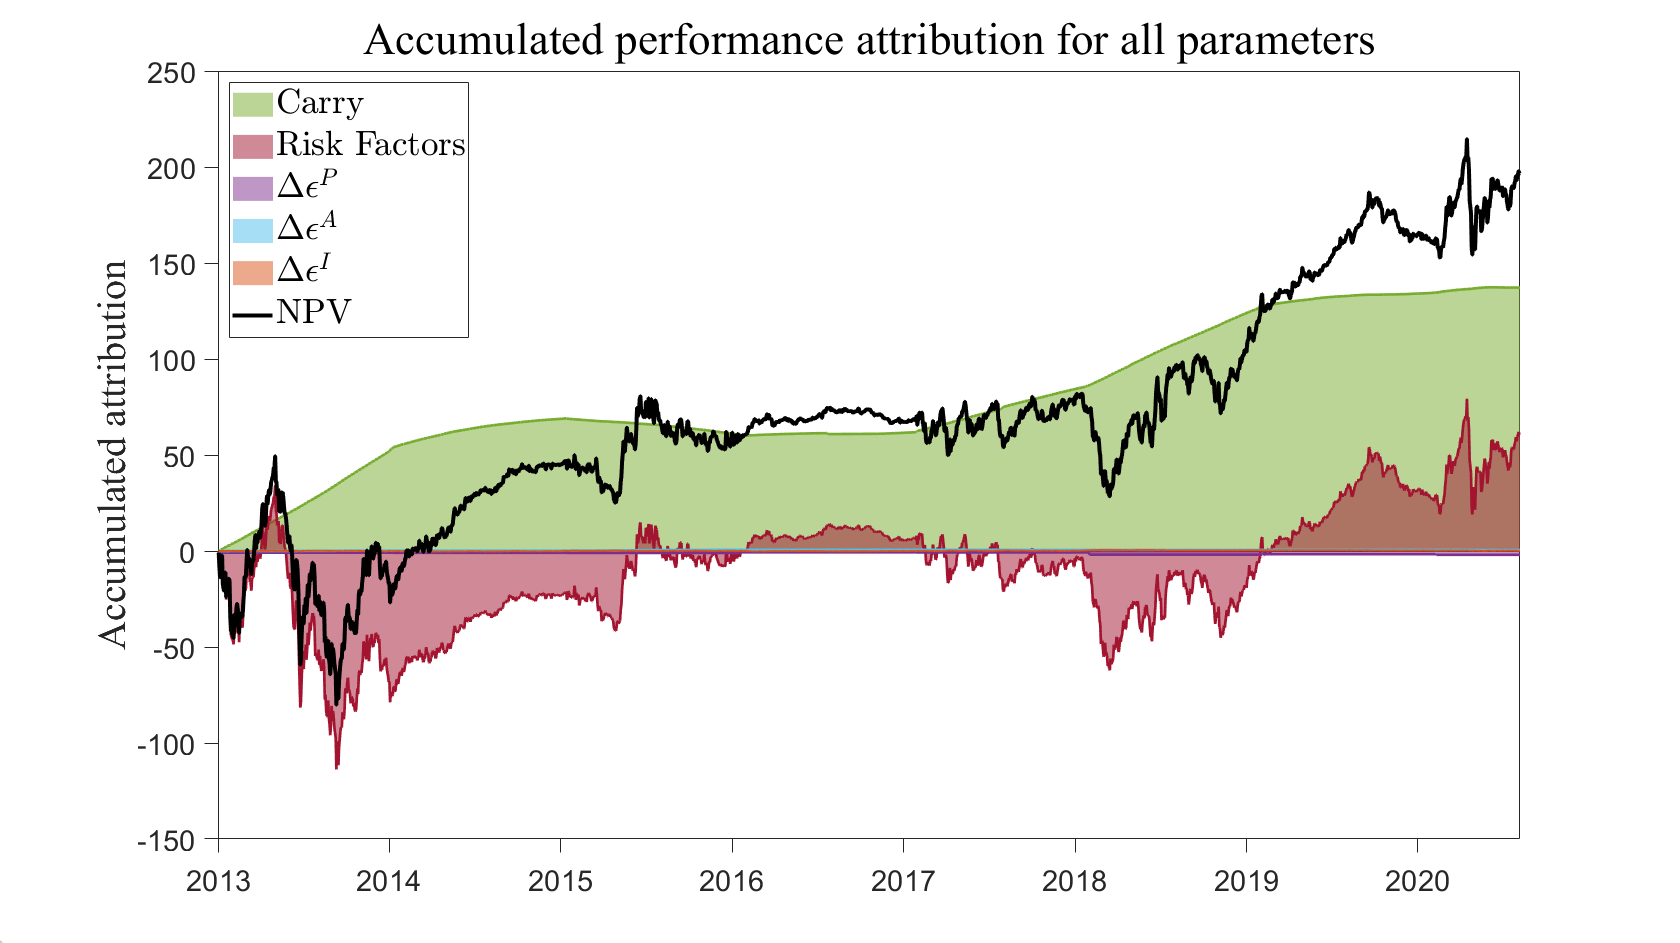 Accumulated performance attribution for all parameters
250
200
150
100
50
0
-50
-100
-150
Accumulated attribution
Carry
Risk Factors
Δϵ^P
Δϵ^A
Δϵ^I
NPV
2013 2014 2015 2016 2017 2018 2019 2020